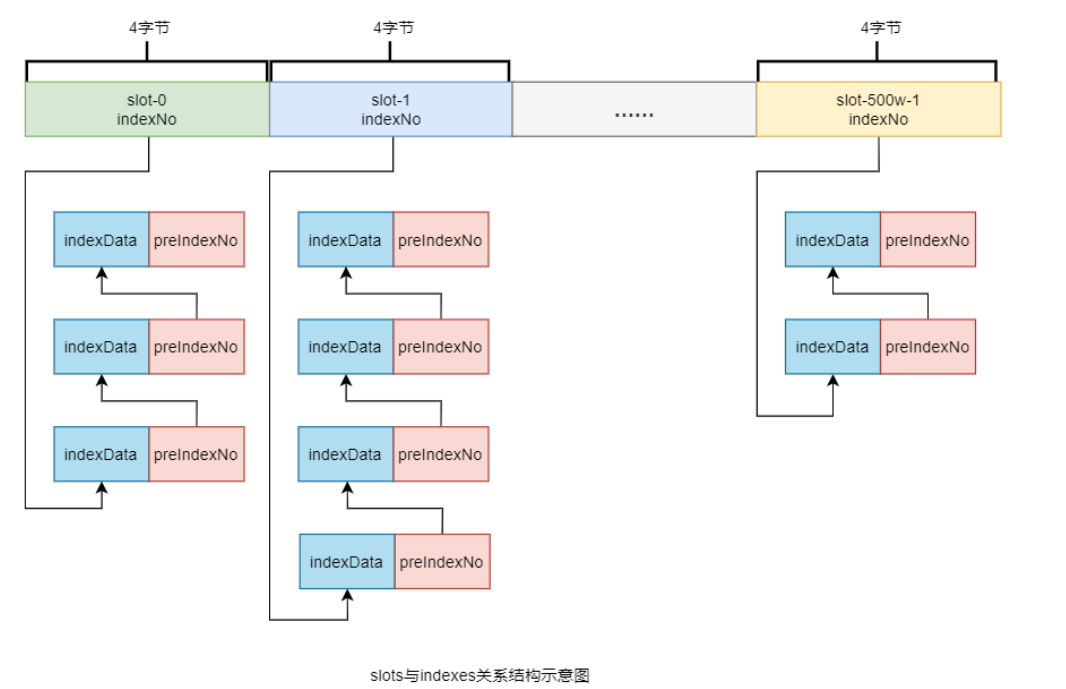 4字节
4字节
4字节
slot-0
indexNo
slot-1
indexNo
......
slot-500w-1
indexNo
indexData preIndexNo
indexData preIndexNo
indexData preIndexNo
indexData preIndexNo
indexData preIndexNo
indexData preIndexNo
indexData preIndexNo
indexData preIndexNo
indexData preIndexNo
slots与indexes关系结构示意图